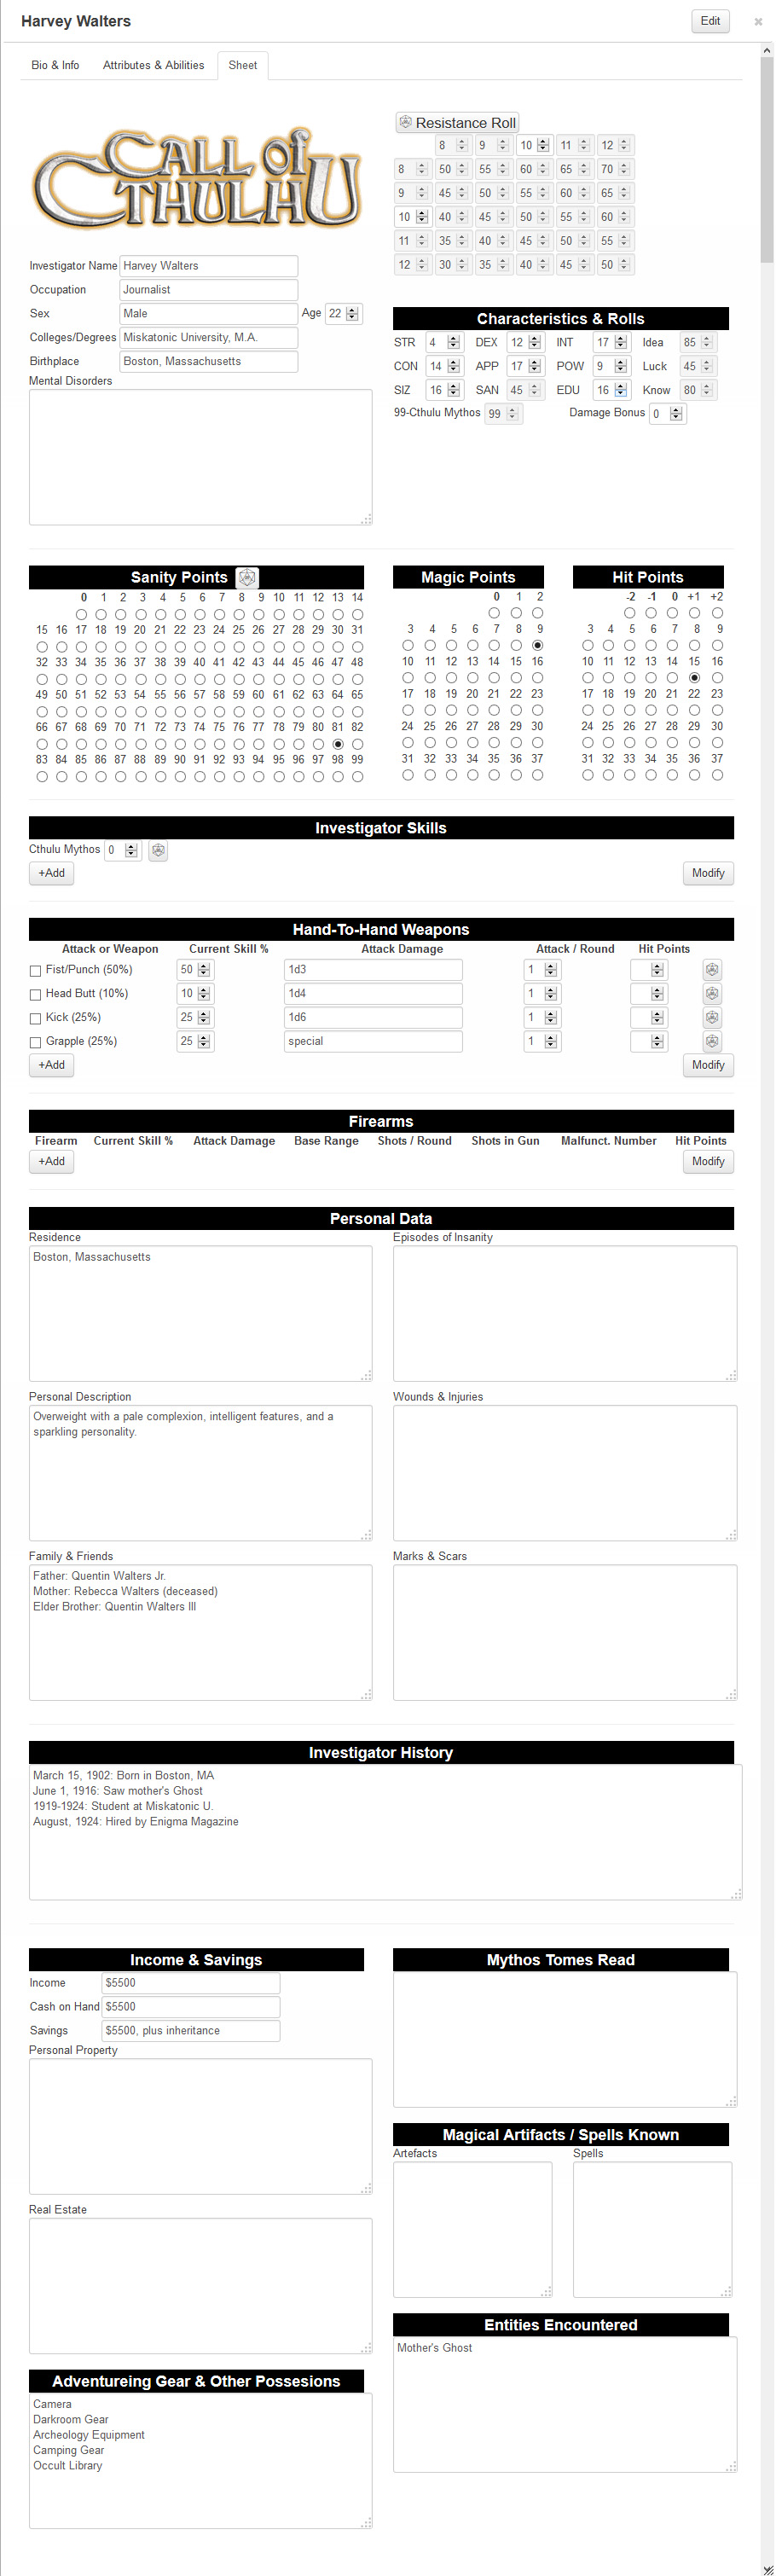 Harvey Walters
Edit
×
Bio & Info Attributes & Abilities Sheet
CALL of CTHULHU
Resistance Roll
8 9 10 11 12
8 50 55 60 65 70
9 45 50 55 60 65
10 40 45 50 55 60
11 35 40 45 50 55
12 30 35 40 45 50
Investigator Name Harvey Walters
Occupation Journalist
Sex Male Age 22
Colleges/Degrees Miskatonic University, M.A.
Birthplace Boston, Massachusetts
Mental Disorders
Characteristics & Rolls
STR 4 DEX 12 INT 17 Idea 85
CON 14 APP 17 POW 9 Luck 45
SIZ 16 SAN 45 EDU 16 Know 80
99-Cthulu Mythos 99 Damage Bonus 0
Sanity Points
0 1 2 3 4 5 6 7 8 9 10 11 12 13 14
15 16 17 18 19 20 21 22 23 24 25 26 27 28 29 30 31
32 33 34 35 36 37 38 39 40 41 42 43 44 45 46 47 48
49 50 51 52 53 54 55 56 57 58 59 60 61 62 63 64 65
66 67 68 69 70 71 72 73 74 75 76 77 78 79 80 81 82
83 84 85 86 87 88 89 90 91 92 93 94 95 96 97 98 99
Magic Points
0 1 2
3 4 5 6 7 8 9
10 11 12 13 14 15 16
17 18 19 20 21 22 23
24 25 26 27 28 29 30
31 32 33 34 35 36 37
Hit Points
-2 -1 0 +1 +2
3 4 5 6 7 8 9
10 11 12 13 14 15 16
17 18 19 20 21 22 23
24 25 26 27 28 29 30
31 32 33 34 35 36 37
Investigator Skills
Cthulu Mythos 0
+Add Modify
Hand-To-Hand Weapons
Attack or Weapon Current Skill % Attack Damage Attack / Round Hit Points
Fist/Punch (50%) 50 1d3 1
Head Butt (10%) 10 1d4 1
Kick (25%) 25 1d6 1
Grapple (25%) 25 special 1
+Add Modify
Firearms
Firearm Current Skill % Attack Damage Base Range Shots / Round Shots in Gun Malfunct. Number Hit Points
+Add Modify
Personal Data
Residence
Boston, Massachusetts
Episodes of Insanity
Personal Description
Overweight with a pale complexion, intelligent features, and a
sparkling personality.
Wounds & Injuries
Family & Friends
Father: Quentin Walters Jr.
Mother: Rebecca Walters (deceased)
Elder Brother: Quentin Walters III
Marks & Scars
Investigator History
March 15, 1902: Born in Boston, MA
June 1, 1916: Saw mother's Ghost
1919-1924: Student at Miskatonic U.
August, 1924: Hired by Enigma Magazine
Income & Savings
Income $5500
Cash on Hand $5500
Savings $5500, plus inheritance
Personal Property
Real Estate
Adventureing Gear & Other Possesions
Camera
Darkroom Gear
Archeology Equipment
Camping Gear
Occult Library
Mythos Tomes Read
Magical Artifacts / Spells Known
Artefacts Spells
Entities Encountered
Mother's Ghost